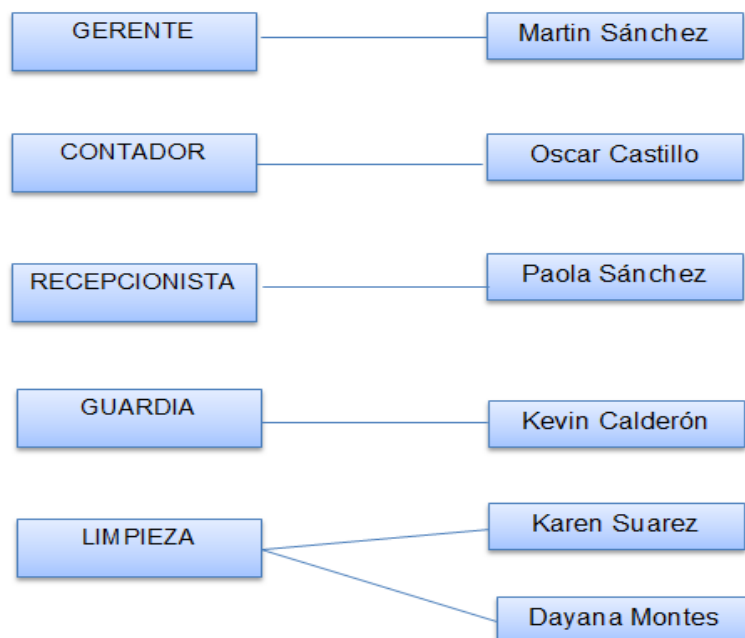 GERENTE
Martin Sánchez
CONTADOR
Oscar Castillo
RECEPCIONISTA
Paola Sánchez
GUARDIA
Kevin Calderón
LIMPIEZA
Karen Suarez
Dayana Montes